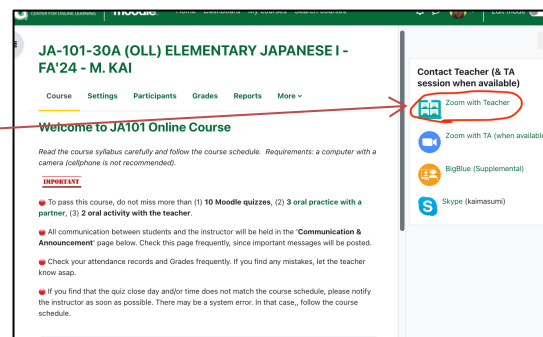 CENTER FOR ONLINE LEARNING moodle Home Dashboard My courses Search Courses Edit mode
JA-101-30A (OLL) ELEMENTARY JAPANESE I -
FA'24 - M. KAI
Course Settings Participants Grades Reports More
Welcome to JA101 Online Course
Read the course syllabus carefully and follow the course schedule. Requirements: a computer with a
camera (cellphone is not recommended).
IMPORTANT
To pass this course, do not miss more than (1) 10 Moodle quizzes, (2) 3 oral practice with a
partner, (3) 2 oral activity with the teacher.
All communication between students and the instructor will be held in the 'Communication &
Announcement' page below. Check this page frequently, since important messages will be posted.
Check your attendance records and Grades frequently. If you find any mistakes, let the teacher
know asap.
If you find that the quiz close day and/or time does not match the course schedule, please notify
the instructor as soon as possible. There may be a system error. In that case,, follow the course
schedule.
Contact Teacher (& TA
session when available)
Zoom with Teacher
Zoom with TA (when available
BigBlue (Supplemental)
Skype (kaimasumi)